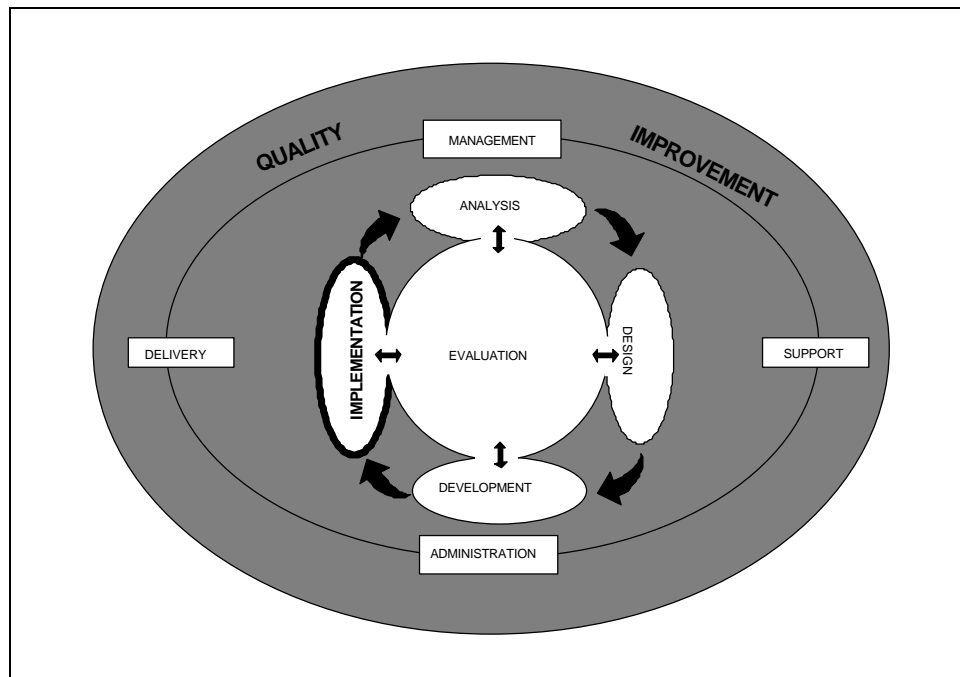 QUALITY
IMPROVEMENT
MANAGEMENT
ANALYSIS
IMPLEMENTATION
DELIVERY
EVALUATION
DESIGN
SUPPORT
DEVELOPMENT
ADMINISTRATION